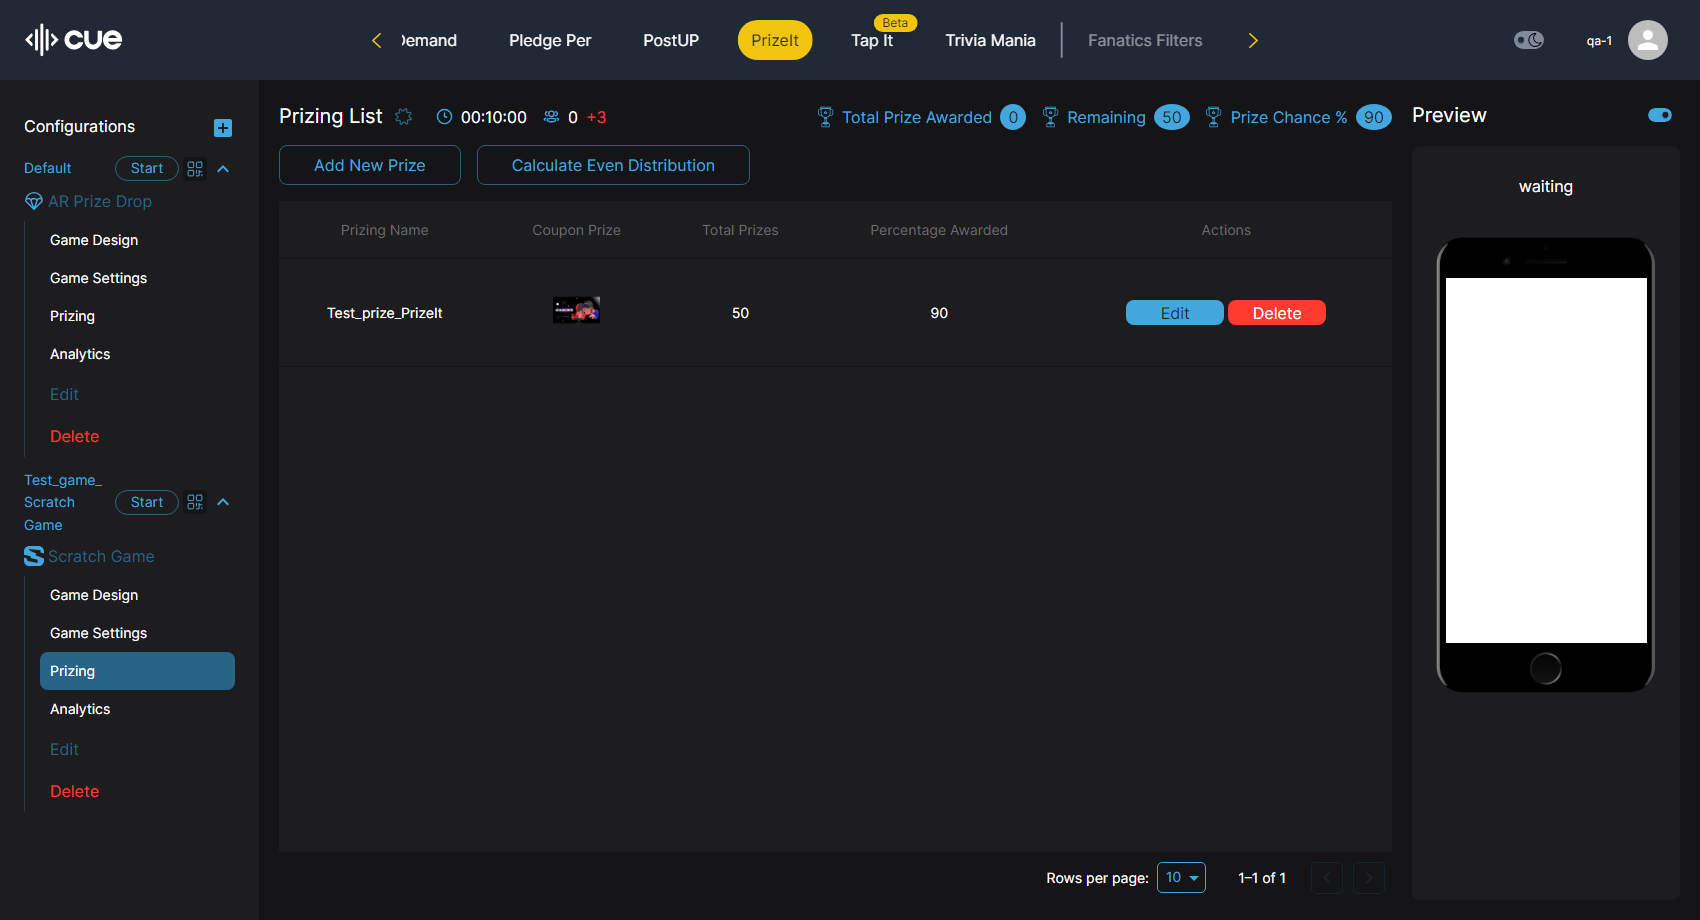 cue
Demand
Pledge Per
PostUP
PrizeIt
Beta
Tap It
Trivia Mania
Fanatics Filters
qa-1
Configurations
Default
Start
AR Prize Drop
Game Design
Game Settings
Prizing
Analytics
Edit
Delete
Test_game_
Scratch
Game
Start
Scratch Game
Game Design
Game Settings
Prizing
Analytics
Edit
Delete
Prizing List 00:10:00 0 +3
Total Prize Awarded 0 Remaining 50 Prize Chance % 90
Add New Prize
Calculate Even Distribution
Prizing Name Coupon Prize Total Prizes Percentage Awarded Actions
Test_prize_PrizeIt 50 90 Edit Delete
Rows per page: 10 1–1 of 1
Preview
waiting